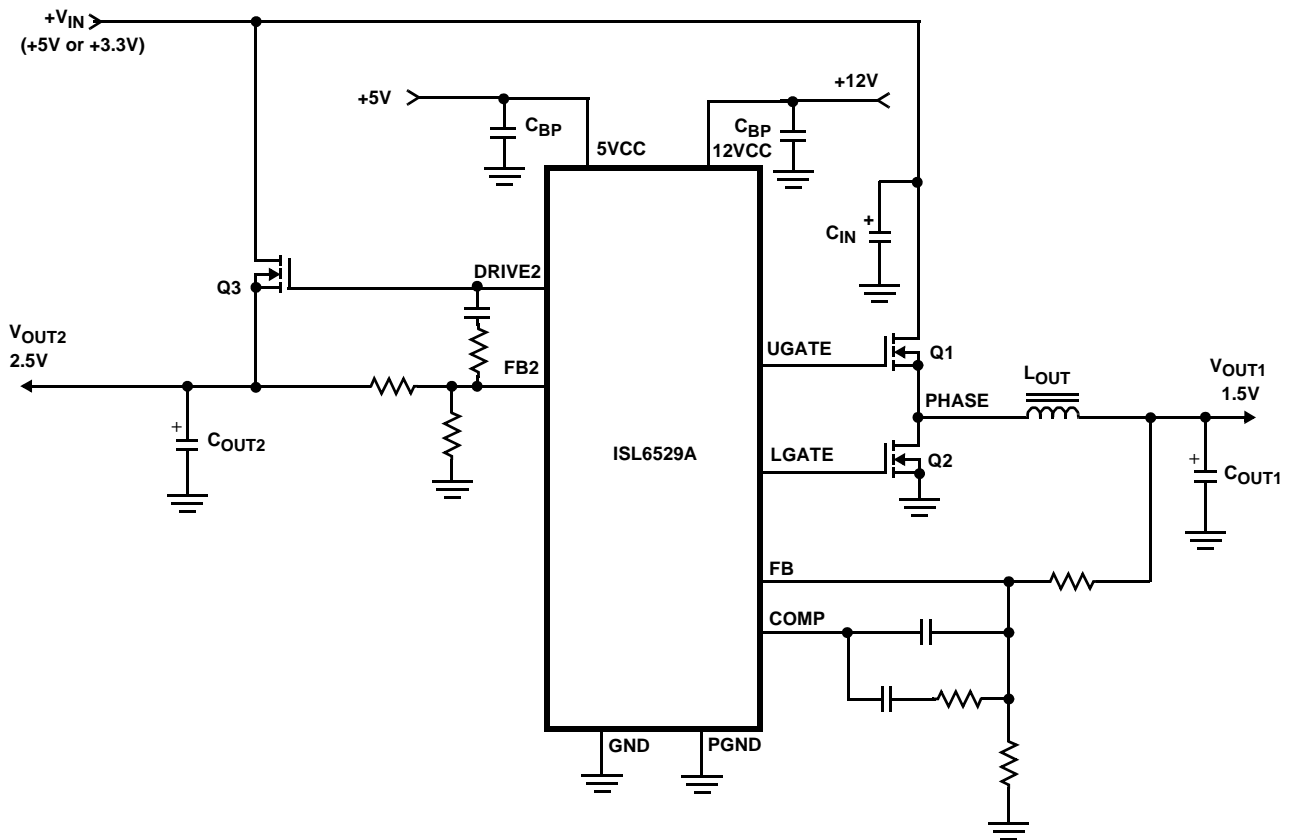 +VIN
(+5V or +3.3V)
+5V
CBP
5VCC
+12V
CBP
12VCC
+
CIN
Q3
DRIVE2
VOUT2
2.5V
FB2
+
COUT2
ISL6529A
UGATE
Q1
PHASE
LOUT
VOUT1
1.5V
LGATE
Q2
+
COUT1
FB
COMP
GND
PGND